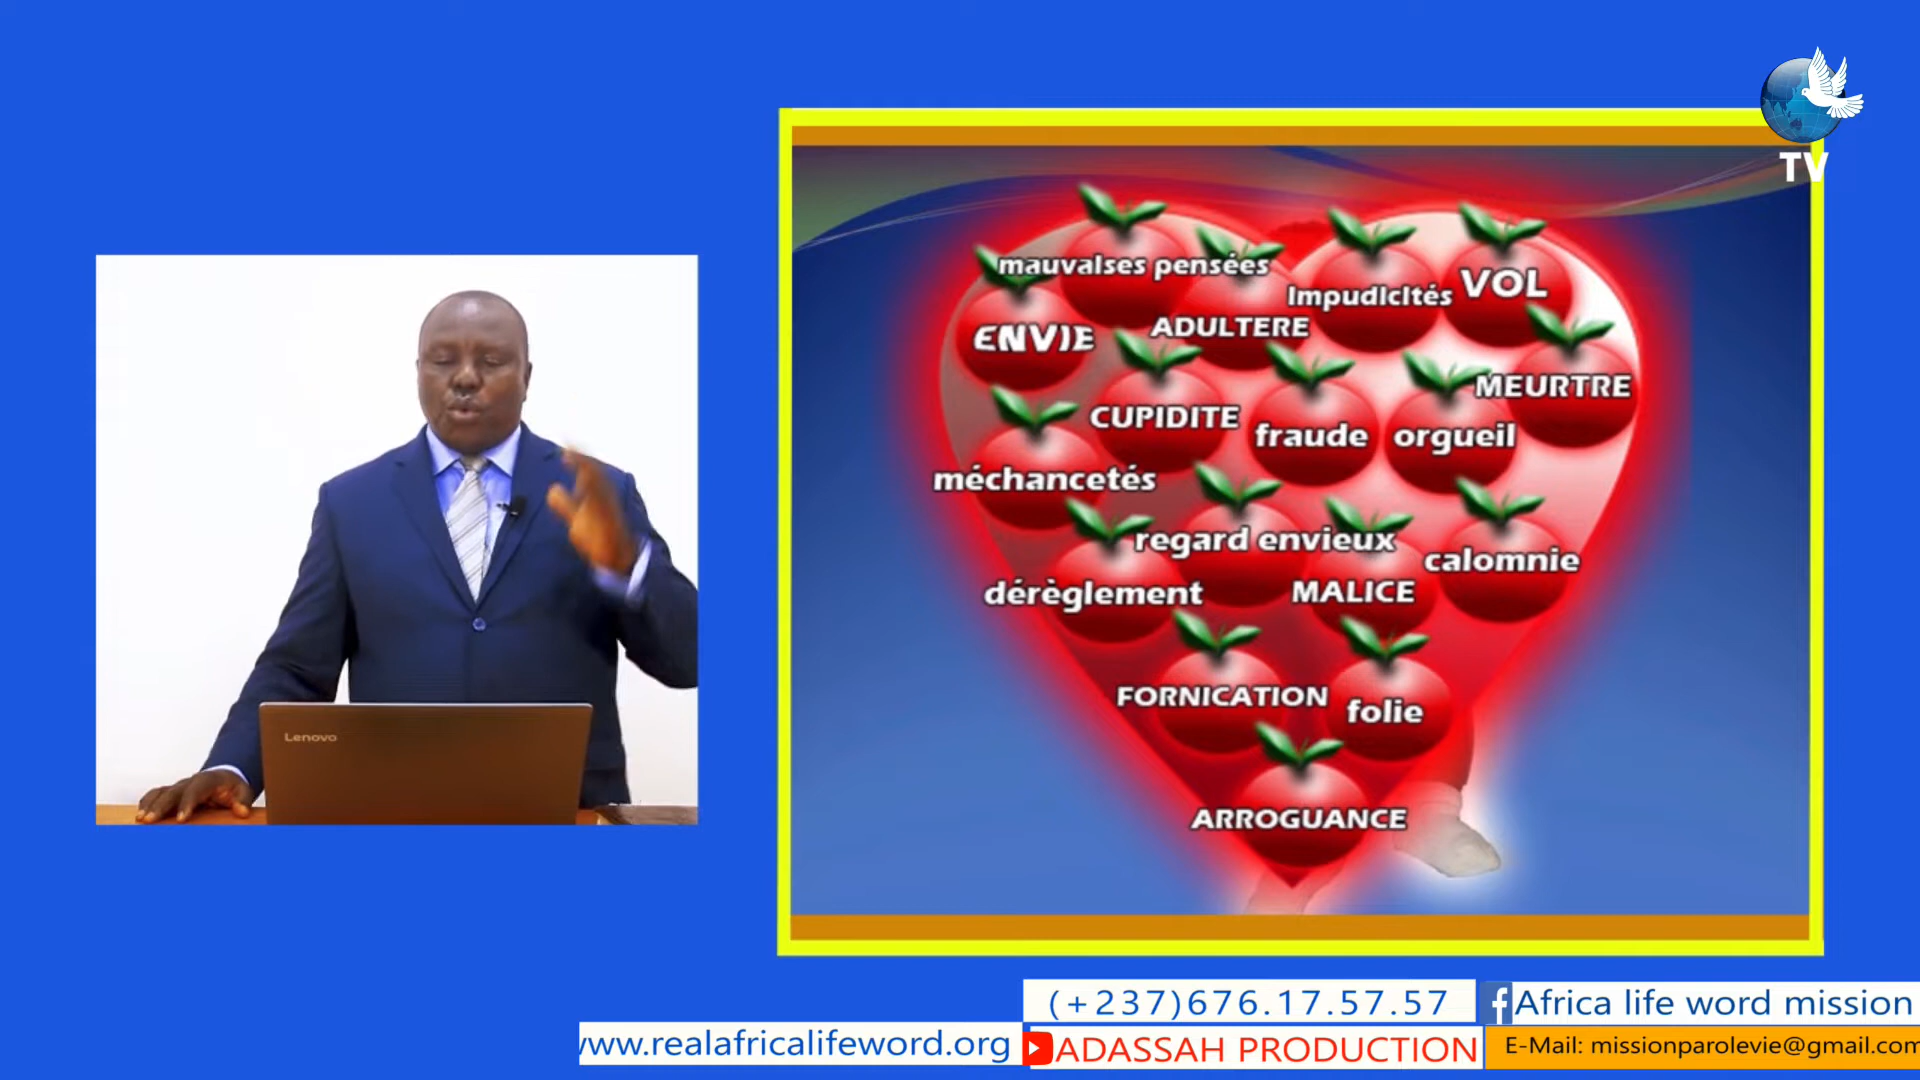 TV
mauvaises pensées
impudicités
VOL
ENVIE
ADULTERE
MEURTRE
CUPIDITE
fraude
orgueil
méchancetés
regard envieux
calomnie
dérèglement
MALICE
FORNICATION
folie
ARROGUANCE
Lenovo
(+237)676.17.57.57
Africa life word mission
www.realafricalifeword.org
ADASSAH PRODUCTION
E-Mail: missionparolevie@gmail.com